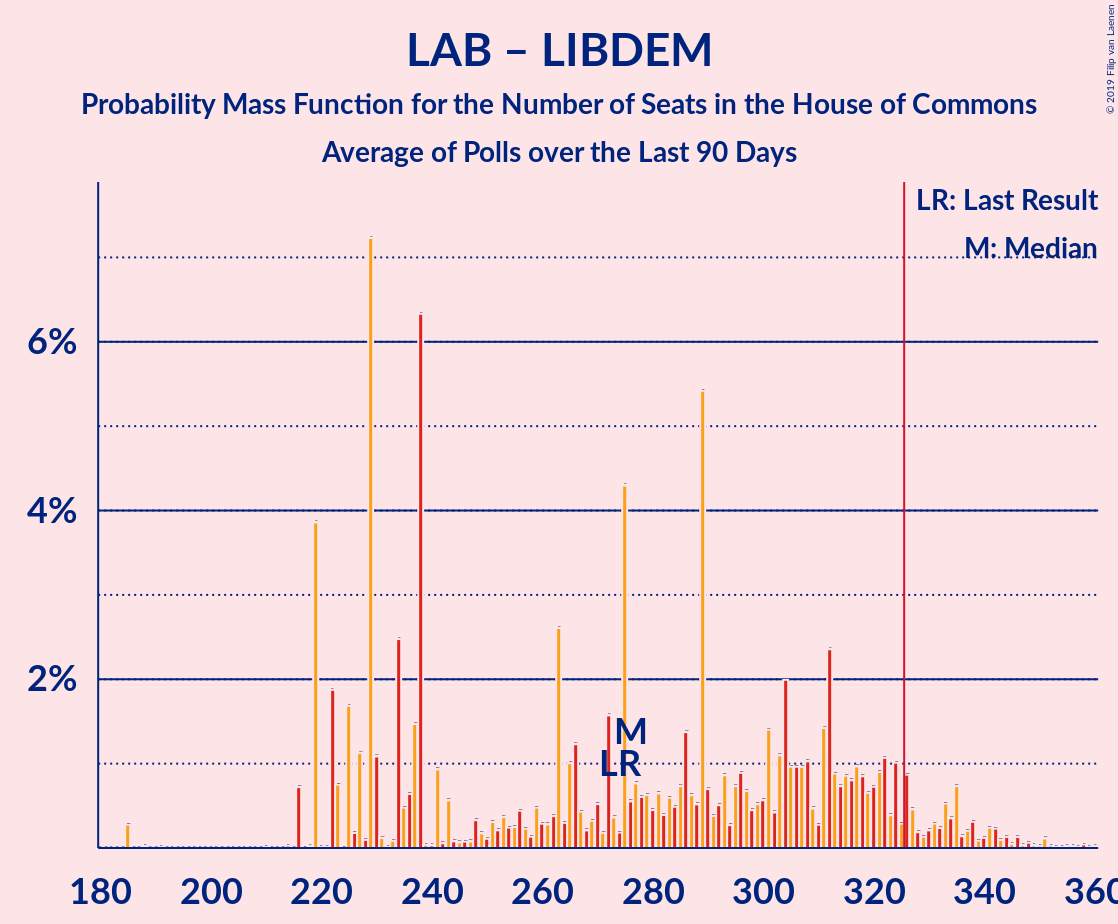 LAB – LIBDEM
Probability Mass Function for the Number of Seats in the House of Commons
Average of Polls over the Last 90 Days
© 2019 Filip van Laenen
LR: Last Result
M: Median
6%
4%
2%
M
LR
180 200 220 240 260 280 300 320 340 360